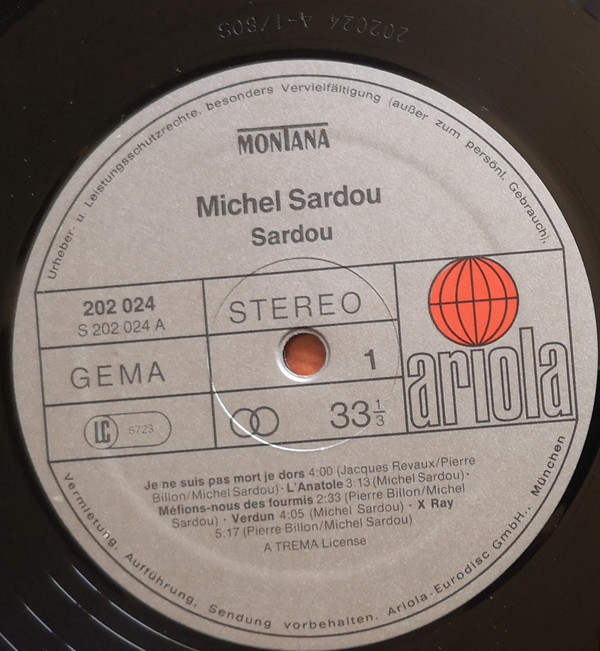 202024 A-1/80S
Urheber- u. Leistungsschutzrechte, besonders Vervielfältigung (außer zum persönl. Gebrauch),
MONTANA
Michel Sardou
Sardou
202 024
S 202 024 A
STEREO
GEMA
1
LC 5723
33 1/3
ariola
Je ne suis pas mort je dors 4:00 (Jacques Revaux/Pierre
Billon/Michel Sardou) · L'Anatole 3:13 (Michel Sardou) ·
Méfions-nous des fourmis 2:33 (Pierre Billon/Michel
Sardou) · Verdun 4:05 (Michel Sardou) · X Ray
5:17 (Pierre Billon/Michel Sardou)
A TREMA License
Vermietung, Aufführung, Sendung vorbehalten. Ariola-Eurodisc GmbH., München